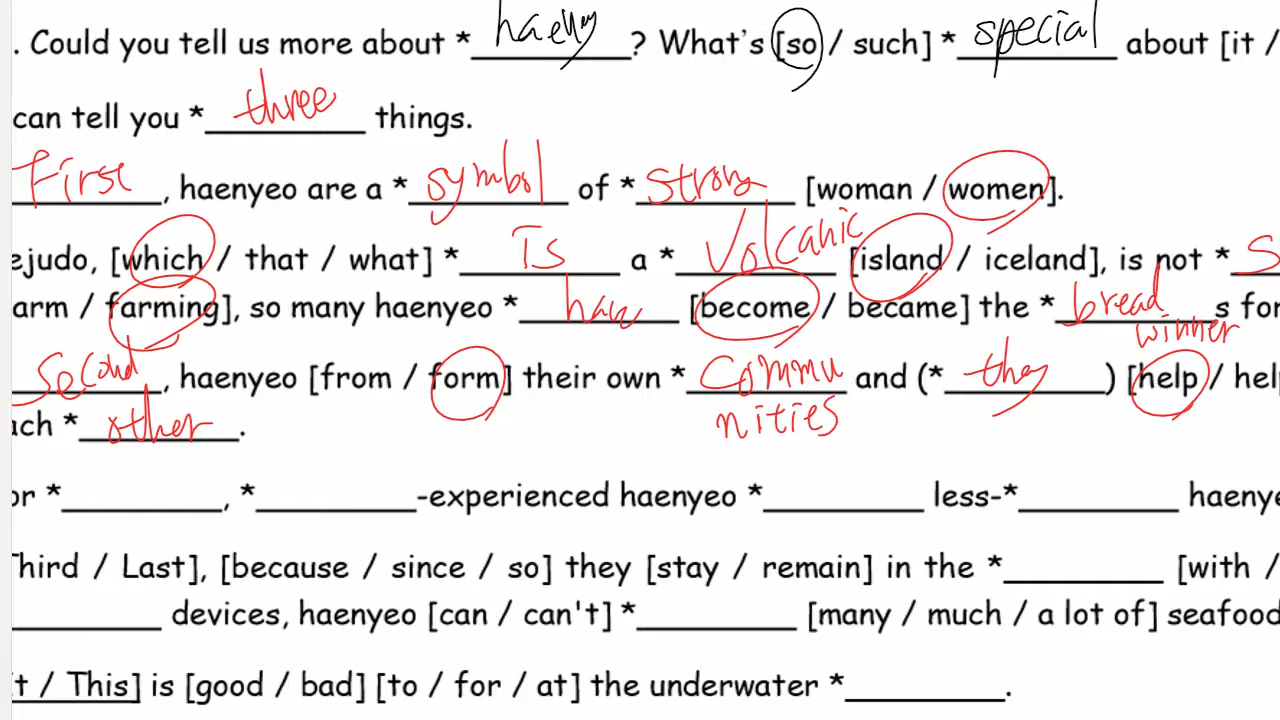 . Could you tell us more about * haeny ? What's [so / such] * special about [it /
can tell you * three things.
First , haenyeo are a * symbol of * strong [woman / women].
ejudo, [which / that / what] * is a * volcanic [island / iceland], is not * s
arm / farming], so many haenyeo * have [become / became] the * bread winner s for
Second , haenyeo [from / form] their own * commu nities and (* they ) [help / help
ach * other .
or *, * -experienced haenyeo * less-* haenye
Third / Last], [because / since / so] they [stay / remain] in the * [with /
devices, haenyeo [can / can't] * [many / much / a lot of] seafood
t / This] is [good / bad] [to / for / at] the underwater * .